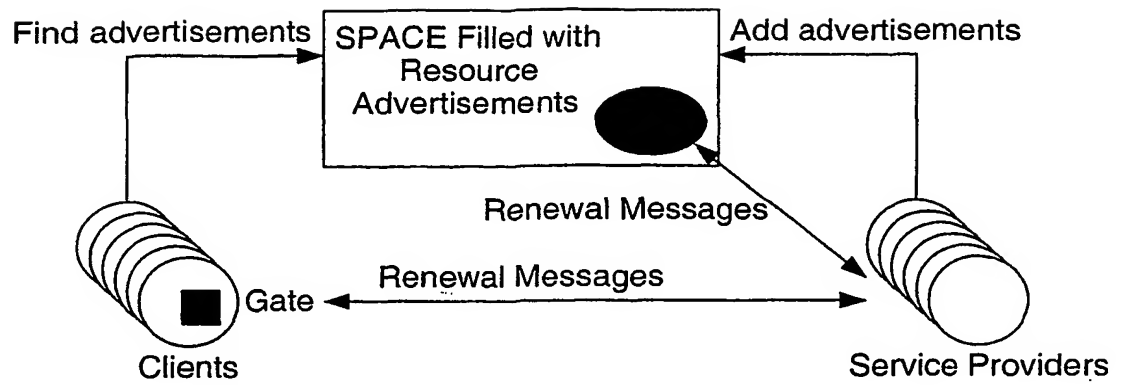 Find advertisements
SPACE Filled with
Resource
Advertisements
Add advertisements
Renewal Messages
Renewal Messages
Gate
Clients
Service Providers